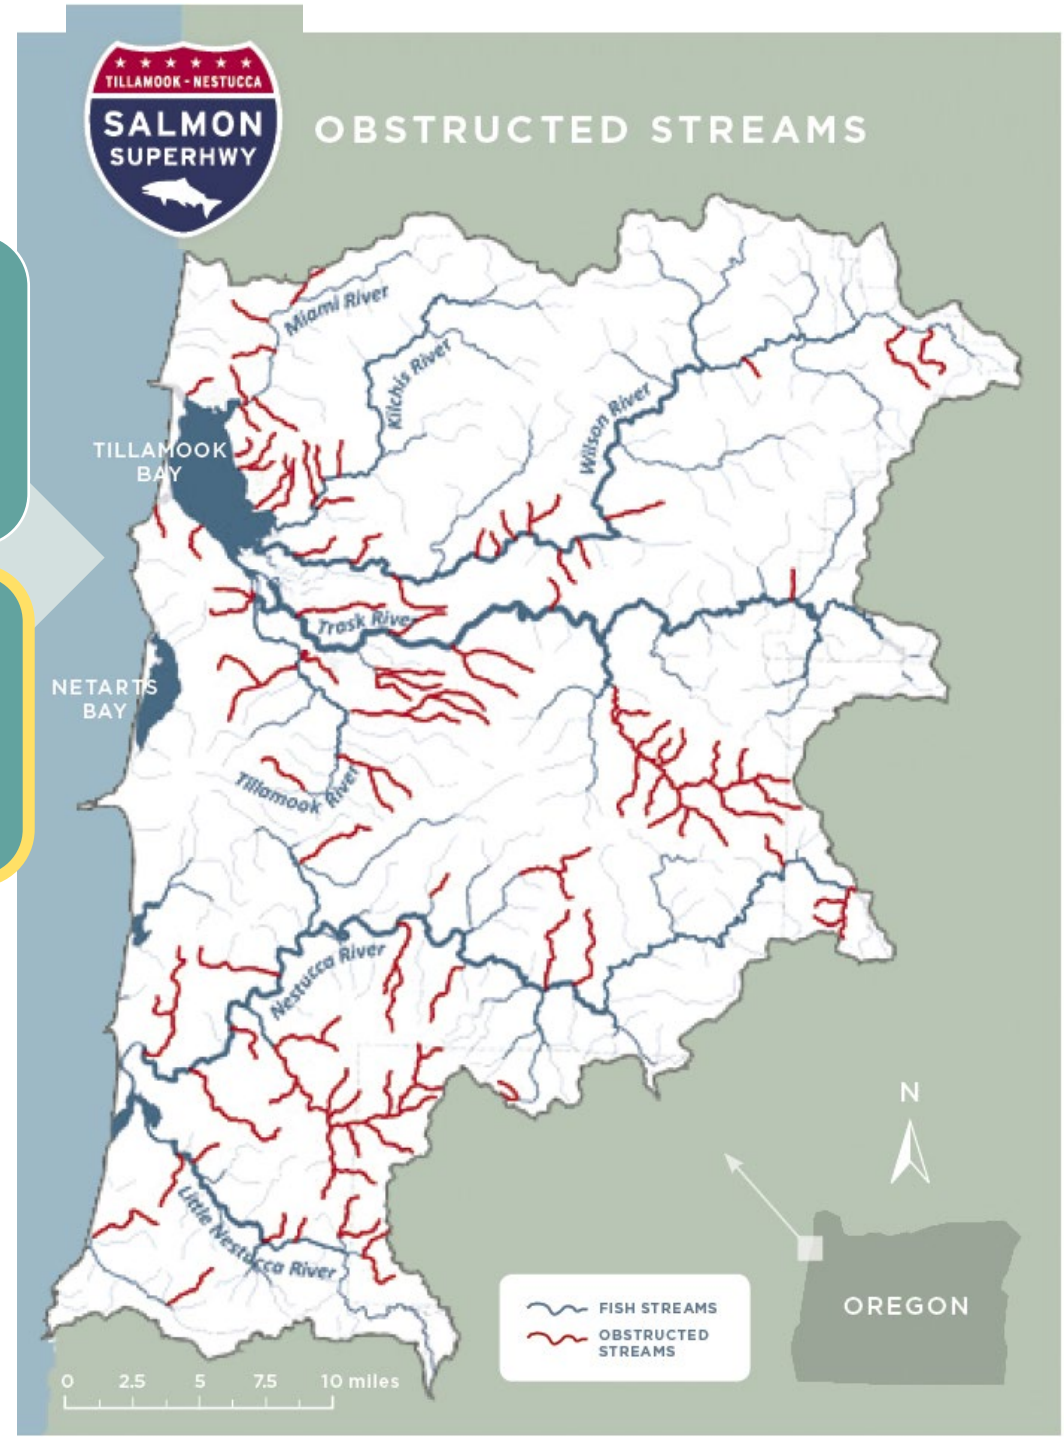 TILLAMOOK - NESTUCCA
SALMON
SUPERHWY
OBSTRUCTED STREAMS
Miami River
Kilchis River
Wilson River
TILLAMOOK
BAY
Trask River
NETARTS
BAY
Tillamook River
Nestucca River
Little Nestucca River
N
OREGON
FISH STREAMS
OBSTRUCTED
STREAMS
0 2.5 5 7.5 10 miles